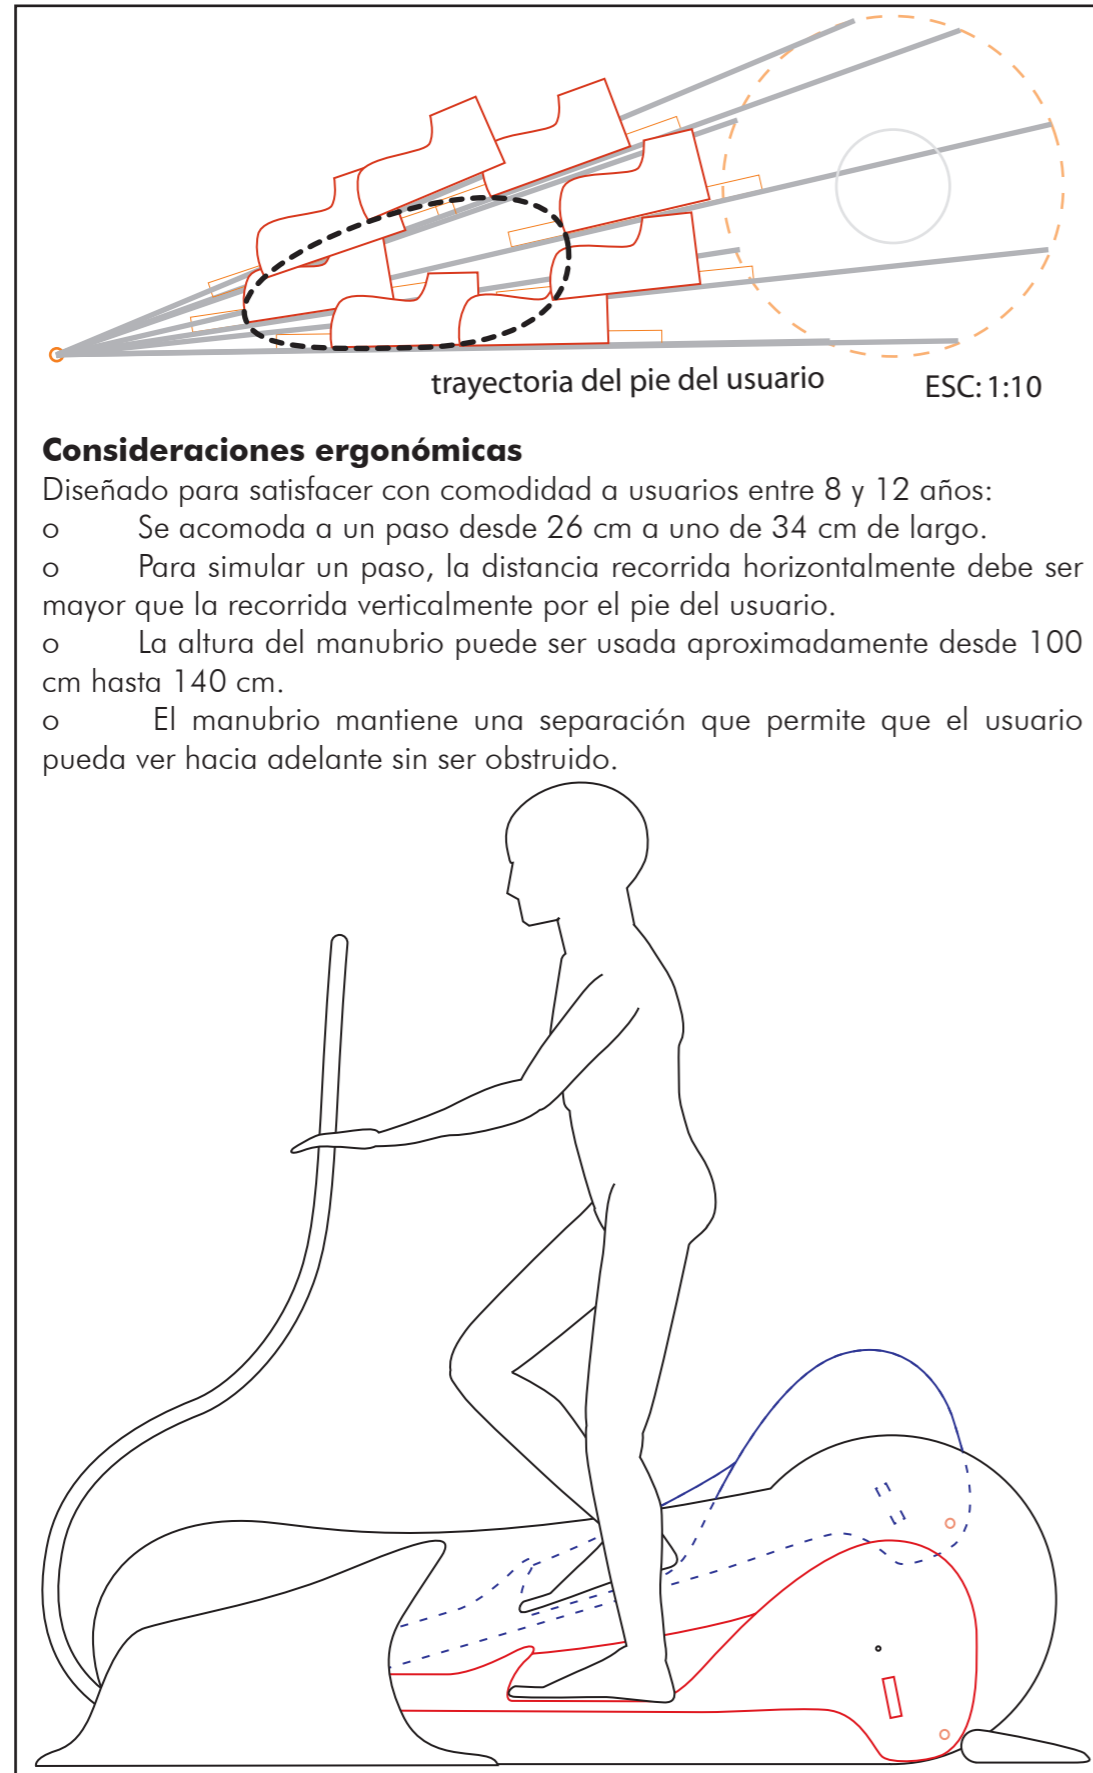 trayectoria del pie del usuario
ESC: 1:10
Consideraciones ergonómicas
Diseñado para satisfacer con comodidad a usuarios entre 8 y 12 años:
o Se acomoda a un paso desde 26 cm a uno de 34 cm de largo.
o Para simular un paso, la distancia recorrida horizontalmente debe ser
mayor que la recorrida verticalmente por el pie del usuario.
o La altura del manubrio puede ser usada aproximadamente desde 100
cm hasta 140 cm.
o El manubrio mantiene una separación que permite que el usuario
pueda ver hacia adelante sin ser obstruido.